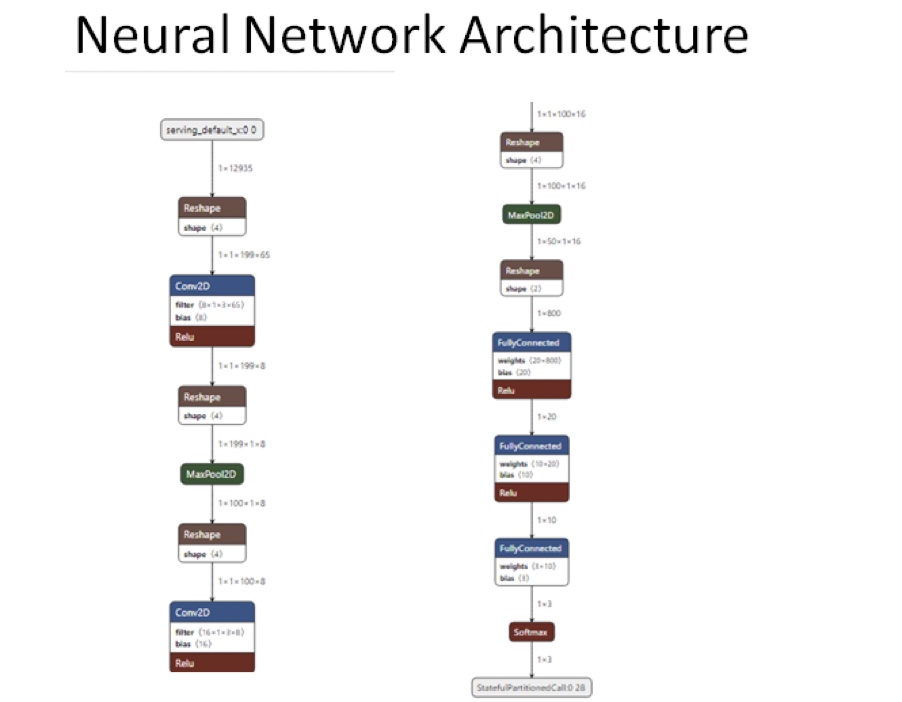 Neural Network Architecture
serving_default_x:0 0
1×12935
Reshape
shape ⟨4⟩
1×1×199×65
Conv2D
filter ⟨8×1×3×65⟩
bias ⟨8⟩
Relu
1×1×199×8
Reshape
shape ⟨4⟩
1×199×1×8
MaxPool2D
1×100×1×8
Reshape
shape ⟨4⟩
1×1×100×8
Conv2D
filter ⟨16×1×3×8⟩
bias ⟨16⟩
Relu
1×1×100×16
Reshape
shape ⟨4⟩
1×100×1×16
MaxPool2D
1×50×1×16
Reshape
shape ⟨2⟩
1×800
FullyConnected
weights ⟨20×800⟩
bias ⟨20⟩
Relu
1×20
FullyConnected
weights ⟨10×20⟩
bias ⟨10⟩
Relu
1×10
FullyConnected
weights ⟨3×10⟩
bias ⟨3⟩
1×3
Softmax
1×3
StatefulPartitionedCall:0 28